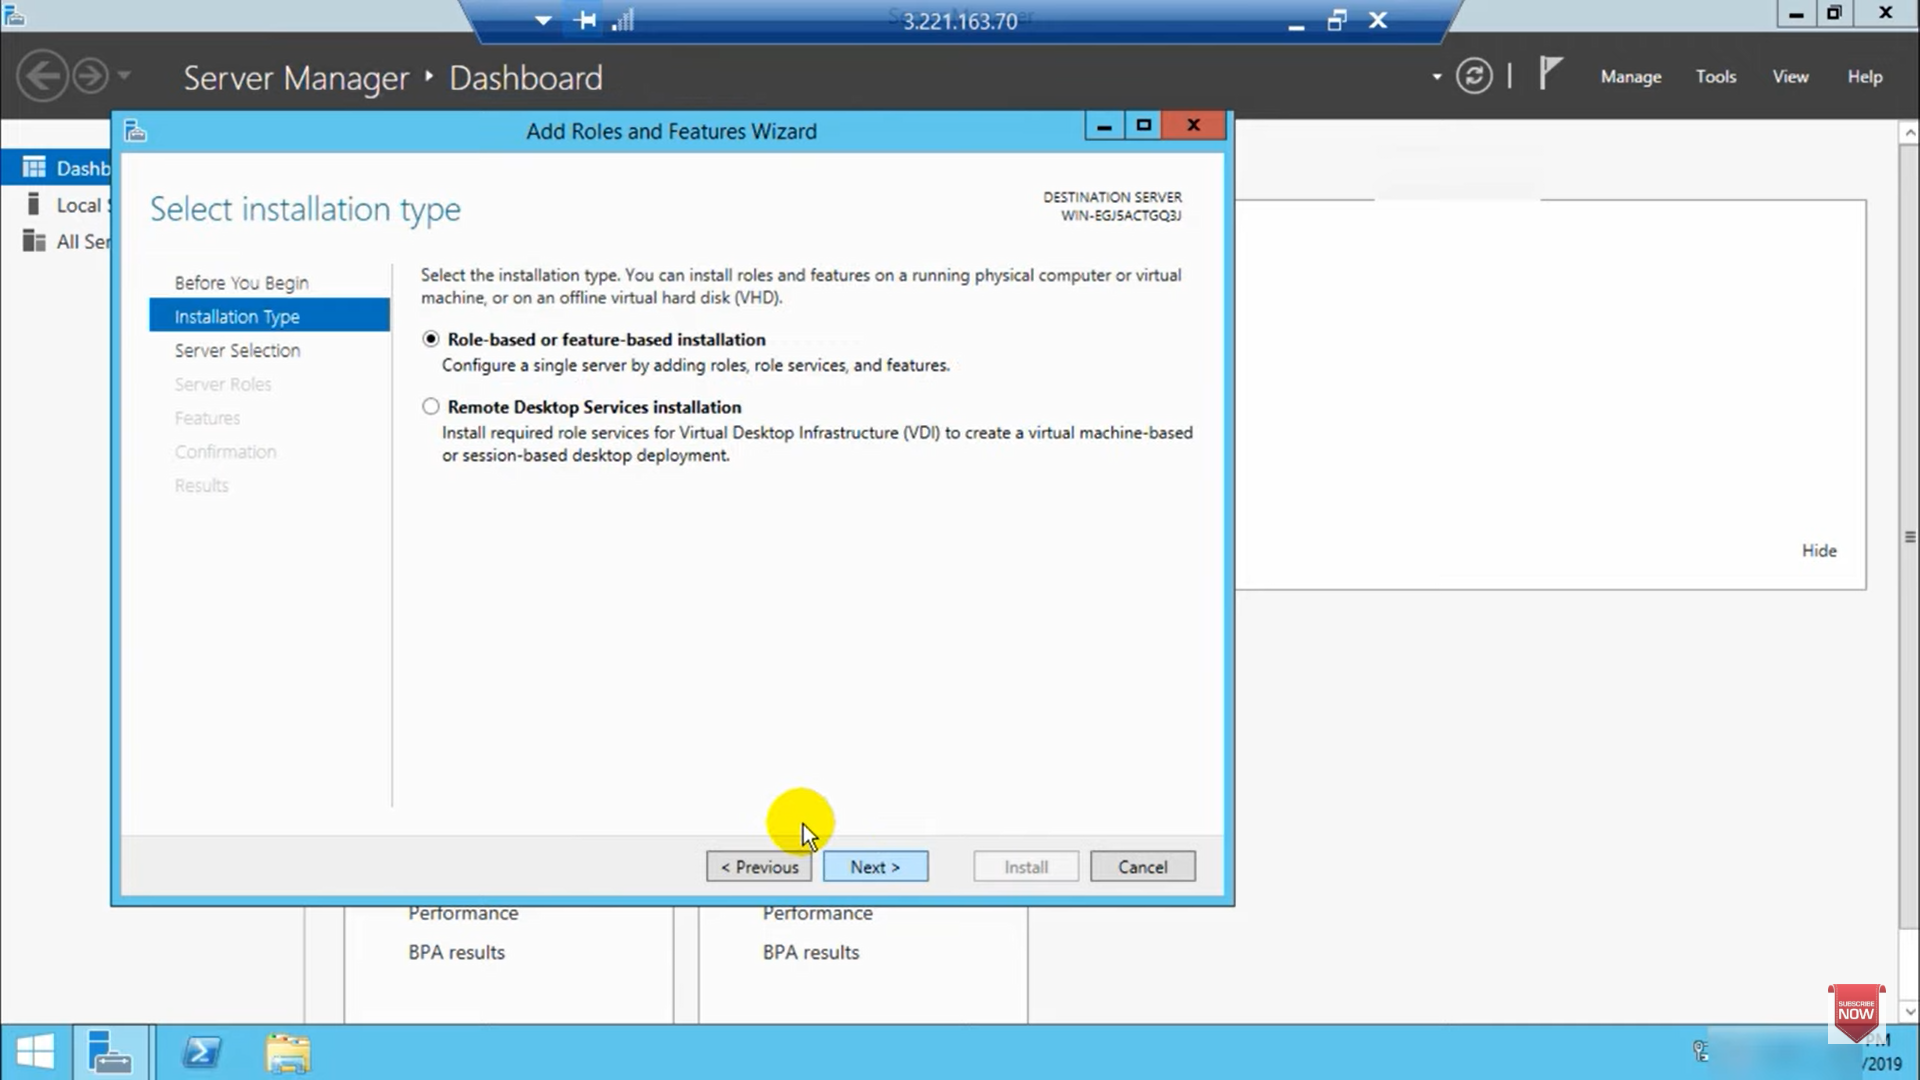 3.221.163.70
Server Manager ‣ Dashboard
Manage
Tools
View
Help
Add Roles and Features Wizard
Dashb
Local
All Ser
Select installation type
DESTINATION SERVER
WIN-EGJ5ACTGQ3J
Before You Begin
Installation Type
Server Selection
Server Roles
Features
Confirmation
Results
Select the installation type. You can install roles and features on a running physical computer or virtual
machine, or on an offline virtual hard disk (VHD).
Role-based or feature-based installation
Configure a single server by adding roles, role services, and features.
Remote Desktop Services installation
Install required role services for Virtual Desktop Infrastructure (VDI) to create a virtual machine-based
or session-based desktop deployment.
Hide
< Previous
Next >
Install
Cancel
Performance
BPA results
Performance
BPA results
SUBSCRIBE
NOW
PM
/2019